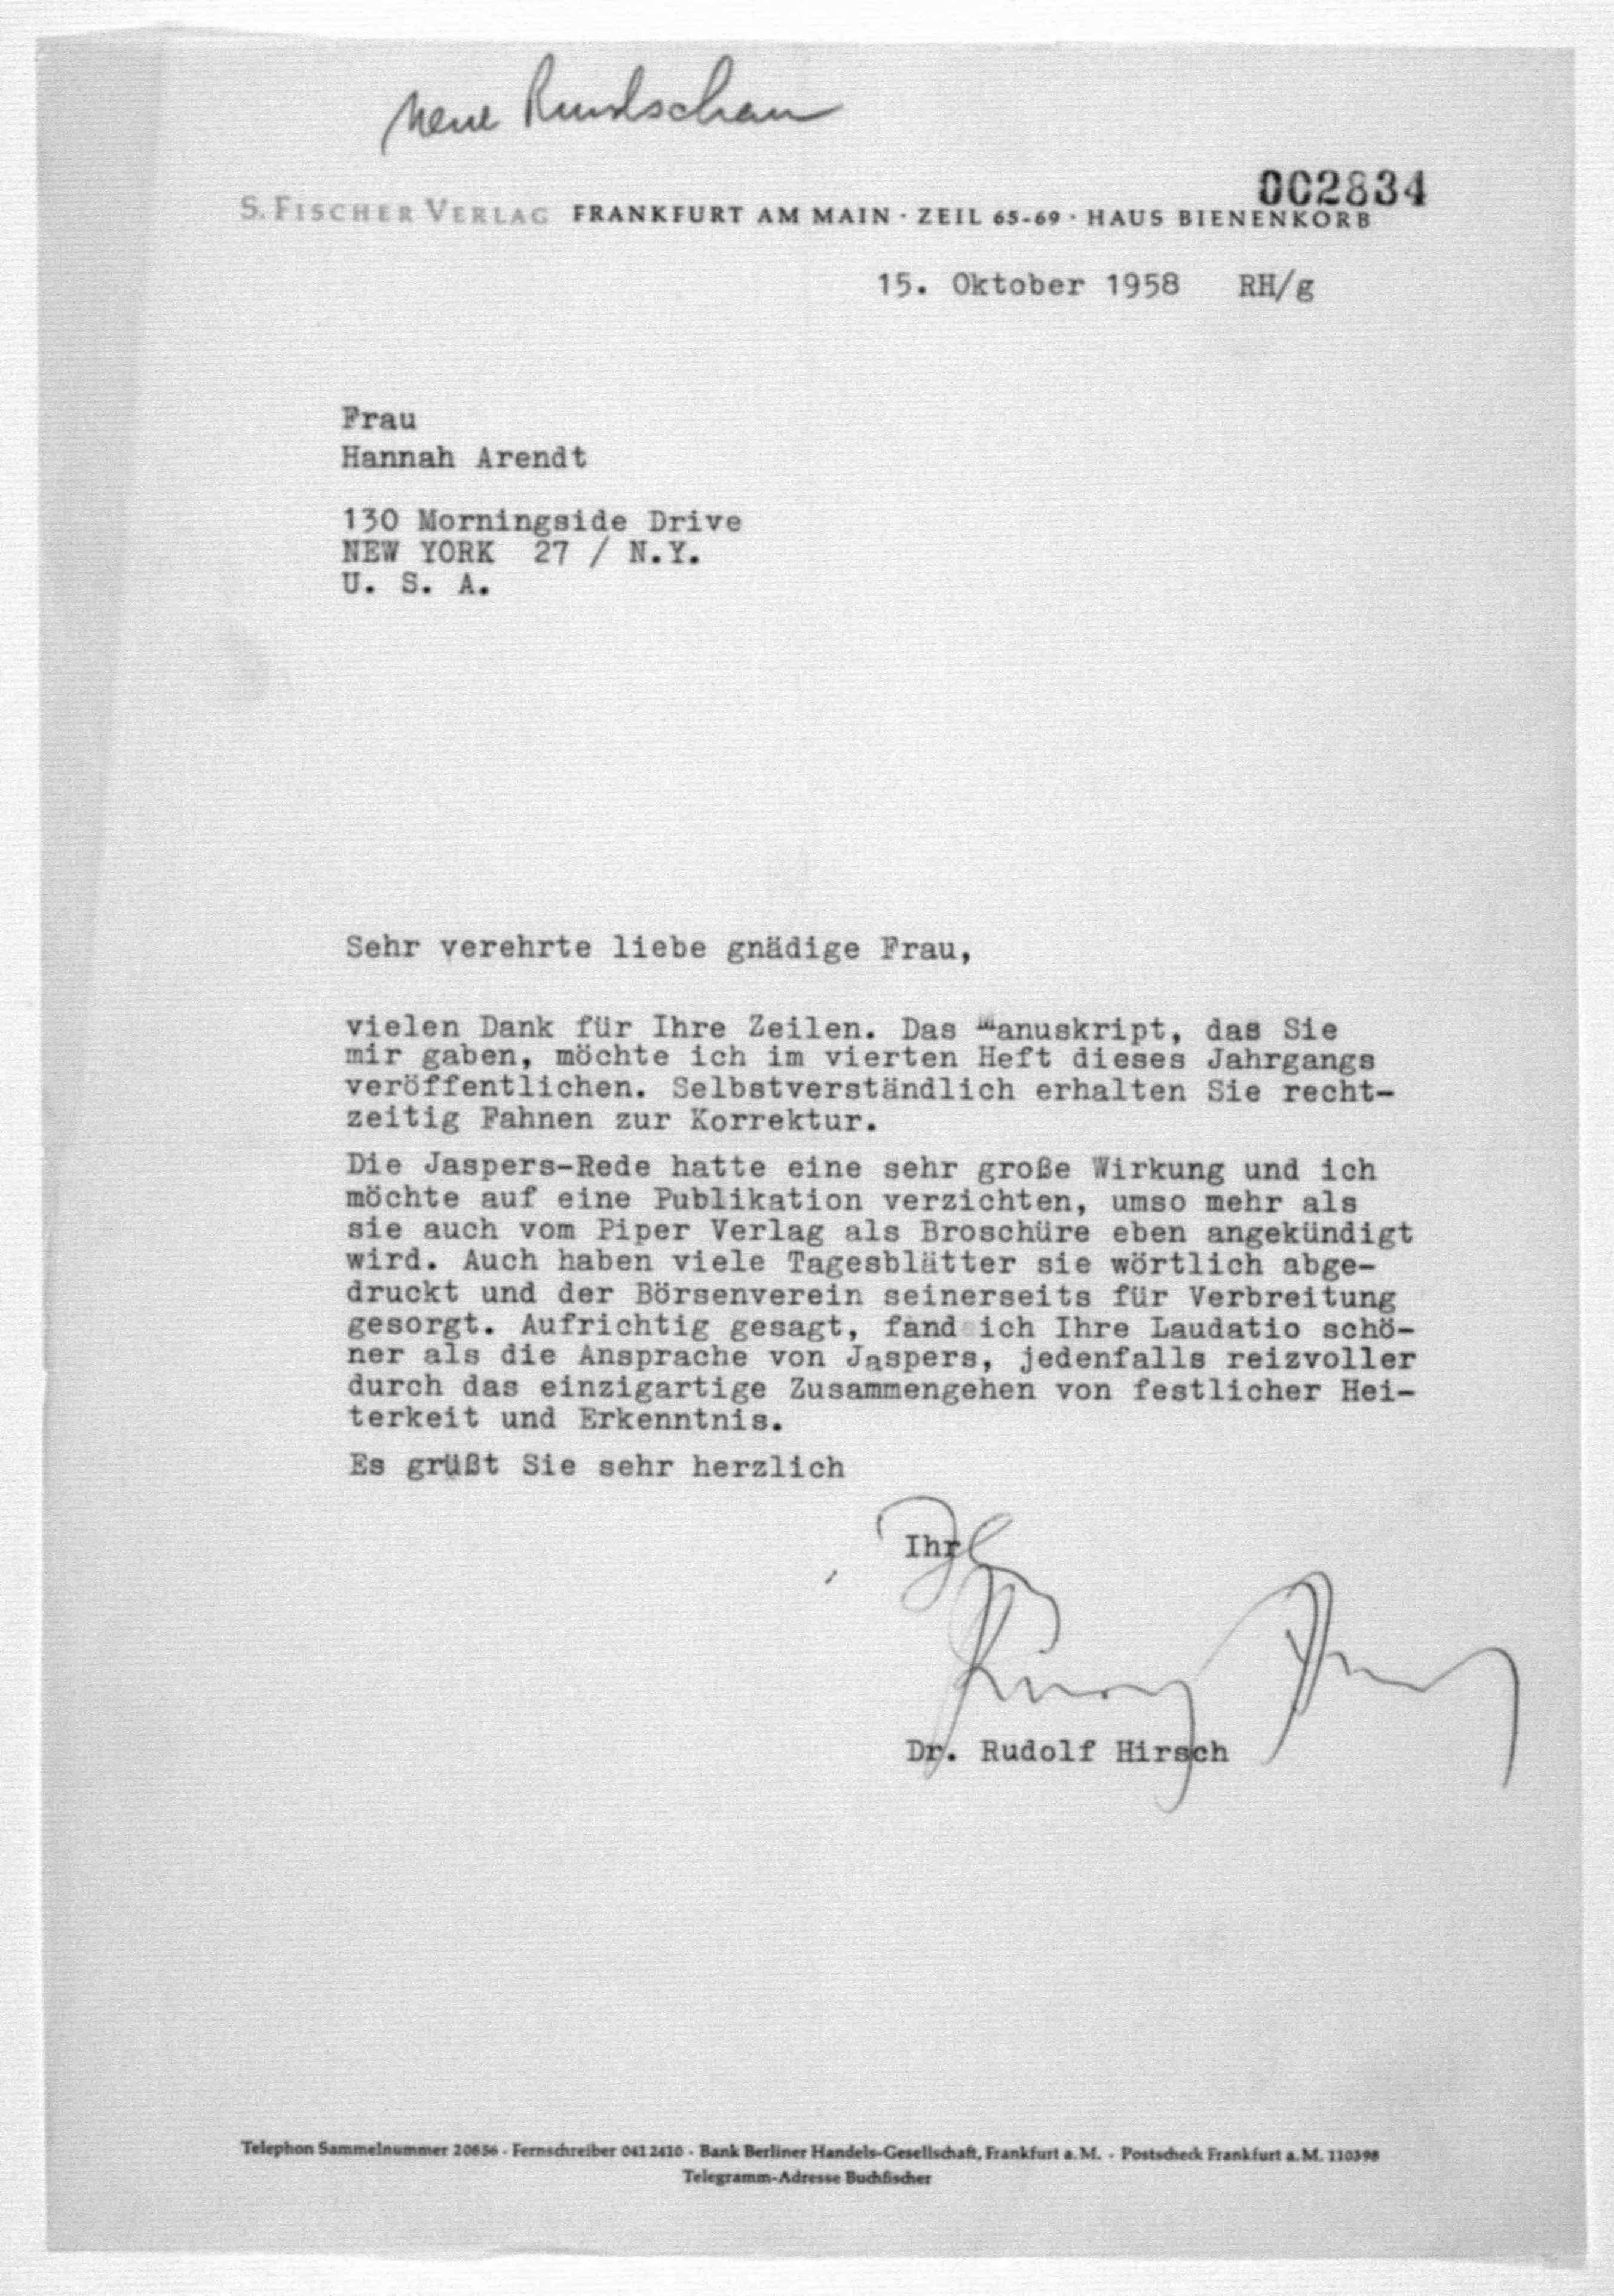 Neue Rundschau
002834
S. FISCHER VERLAG FRANKFURT AM MAIN · ZEIL 65-69 · HAUS BIENENKORB
15. Oktober 1958 RH/g
Frau
Hannah Arendt
130 Morningside Drive
NEW YORK 27 / N.Y.
U. S. A.
Sehr verehrte liebe gnädige Frau,
vielen Dank für Ihre Zeilen. Das Manuskript, das Sie
mir gaben, möchte ich im vierten Heft dieses Jahrgangs
veröffentlichen. Selbstverständlich erhalten Sie recht-
zeitig Fahnen zur Korrektur.
Die Jaspers-Rede hatte eine sehr große Wirkung und ich
möchte auf eine Publikation verzichten, umso mehr als
sie auch vom Piper Verlag als Broschüre eben angekündigt
wird. Auch haben viele Tagesblätter sie wörtlich abge-
druckt und der Börsenverein seinerseits für Verbreitung
gesorgt. Aufrichtig gesagt, fand ich Ihre Laudatio schö-
ner als die Ansprache von Jaspers, jedenfalls reizvoller
durch das einzigartige Zusammengehen von festlicher Hei-
terkeit und Erkenntnis.
Es grüßt Sie sehr herzlich
Ihr
Dr. Rudolf Hirsch
Telephon Sammelnummer 20656 · Fernschreiber 041 2410 · Bank Berliner Handels-Gesellschaft, Frankfurt a. M. · Postscheck Frankfurt a. M. 110398
Telegramm-Adresse Buchfischer